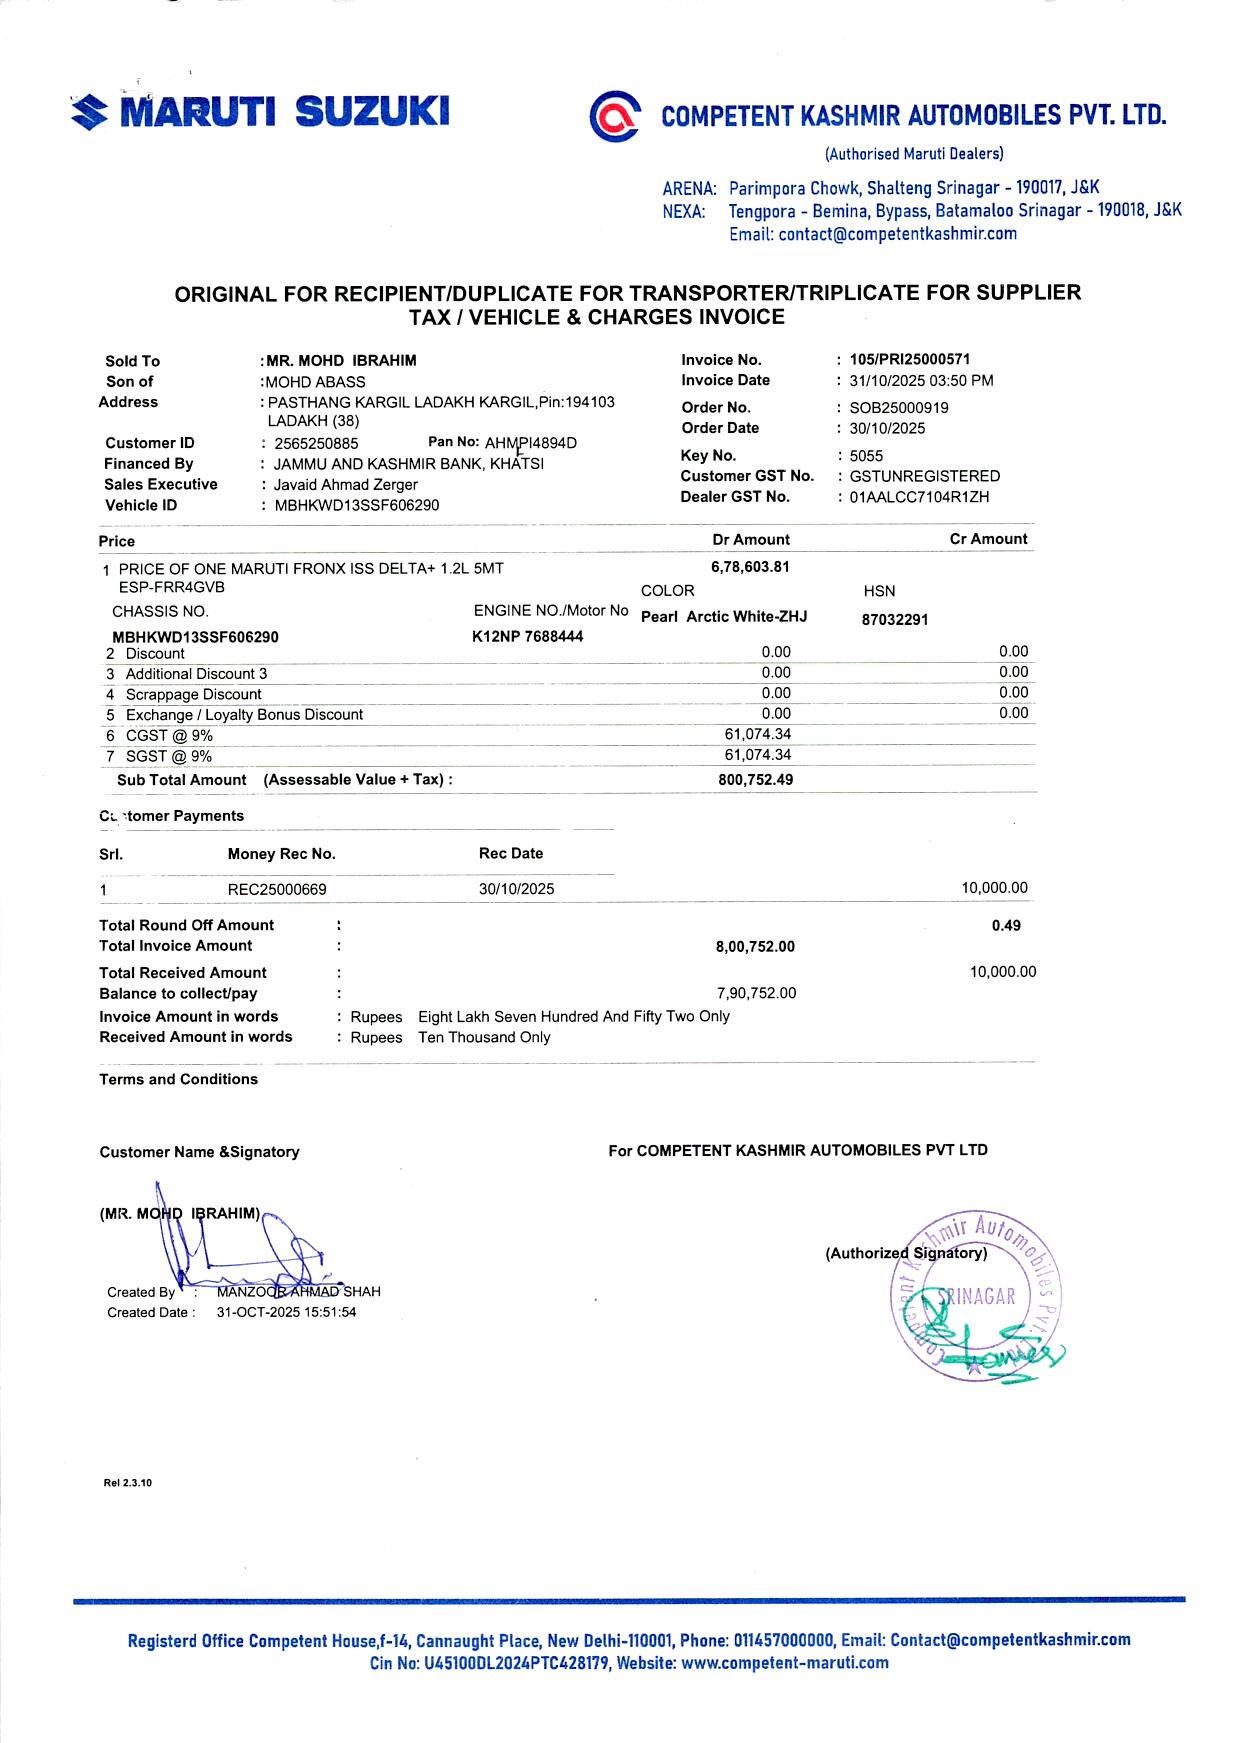 MARUTI SUZUKI
COMPETENT KASHMIR AUTOMOBILES PVT. LTD.
(Authorised Maruti Dealers)
ARENA: Parimpora Chowk, Shalteng Srinagar - 190017, J&K
NEXA: Tengpora - Bemina, Bypass, Batamaloo Srinagar - 190018, J&K
Email: contact@competentkashmir.com
ORIGINAL FOR RECIPIENT/DUPLICATE FOR TRANSPORTER/TRIPLICATE FOR SUPPLIER
TAX / VEHICLE & CHARGES INVOICE
Sold To :MR. MOHD IBRAHIM Invoice No. : 105/PRI25000571
Son of :MOHD ABASS Invoice Date : 31/10/2025 03:50 PM
Address : PASTHANG KARGIL LADAKH KARGIL,Pin:194103 Order No. : SOB25000919
LADAKH (38) Order Date : 30/10/2025
Customer ID : 2565250885 Pan No: AHMPI4894D Key No. : 5055
Financed By : JAMMU AND KASHMIR BANK, KHATSI Customer GST No. : GSTUNREGISTERED
Sales Executive : Javaid Ahmad Zerger Dealer GST No. : 01AALCC7104R1ZH
Vehicle ID : MBHKWD13SSF606290
Price Dr Amount Cr Amount
1 PRICE OF ONE MARUTI FRONX ISS DELTA+ 1.2L 5MT 6,78,603.81
ESP-FRR4GVB COLOR HSN
CHASSIS NO. ENGINE NO./Motor No Pearl Arctic White-ZHJ 87032291
MBHKWD13SSF606290 K12NP 7688444
2 Discount 0.00 0.00
3 Additional Discount 3 0.00 0.00
4 Scrappage Discount 0.00 0.00
5 Exchange / Loyalty Bonus Discount 0.00 0.00
6 CGST @ 9% 61,074.34
7 SGST @ 9% 61,074.34
Sub Total Amount (Assessable Value + Tax) : 800,752.49
Customer Payments
Srl. Money Rec No. Rec Date
1 REC25000669 30/10/2025 10,000.00
Total Round Off Amount : 0.49
Total Invoice Amount : 8,00,752.00
Total Received Amount : 10,000.00
Balance to collect/pay : 7,90,752.00
Invoice Amount in words : Rupees Eight Lakh Seven Hundred And Fifty Two Only
Received Amount in words : Rupees Ten Thousand Only
Terms and Conditions
Customer Name &Signatory For COMPETENT KASHMIR AUTOMOBILES PVT LTD
(MR. MOHD IBRAHIM)
(Authorized Signatory)
Competent Kashmir Automobiles Pvt. Ltd.
SRINAGAR
Created By : MANZOOR AHMAD SHAH
Created Date : 31-OCT-2025 15:51:54
Rel 2.3.10
Registerd Office Competent House,f-14, Cannaught Place, New Delhi-110001, Phone: 011457000000, Email: Contact@competentkashmir.com
Cin No: U45100DL2024PTC428179, Website: www.competent-maruti.com